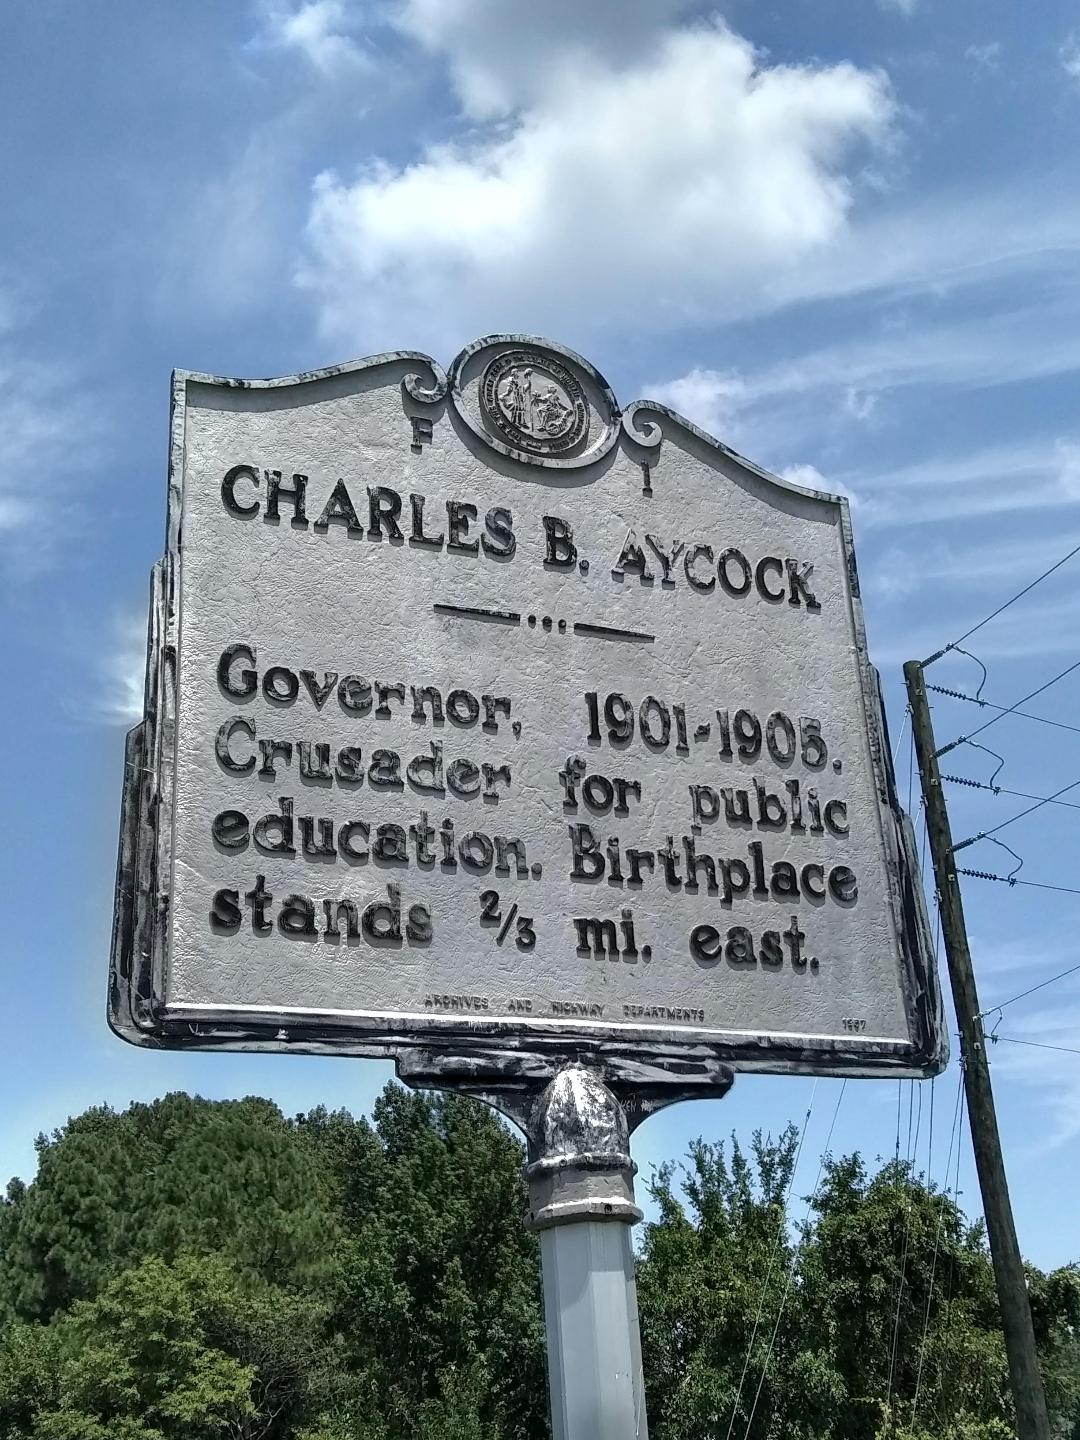 F
1
CHARLES B. AYCOCK
Governor, 1901-1905.
Crusader for public
education. Birthplace
stands 2/3 mi. east.
ARCHIVES AND HIGHWAY DEPARTMENTS